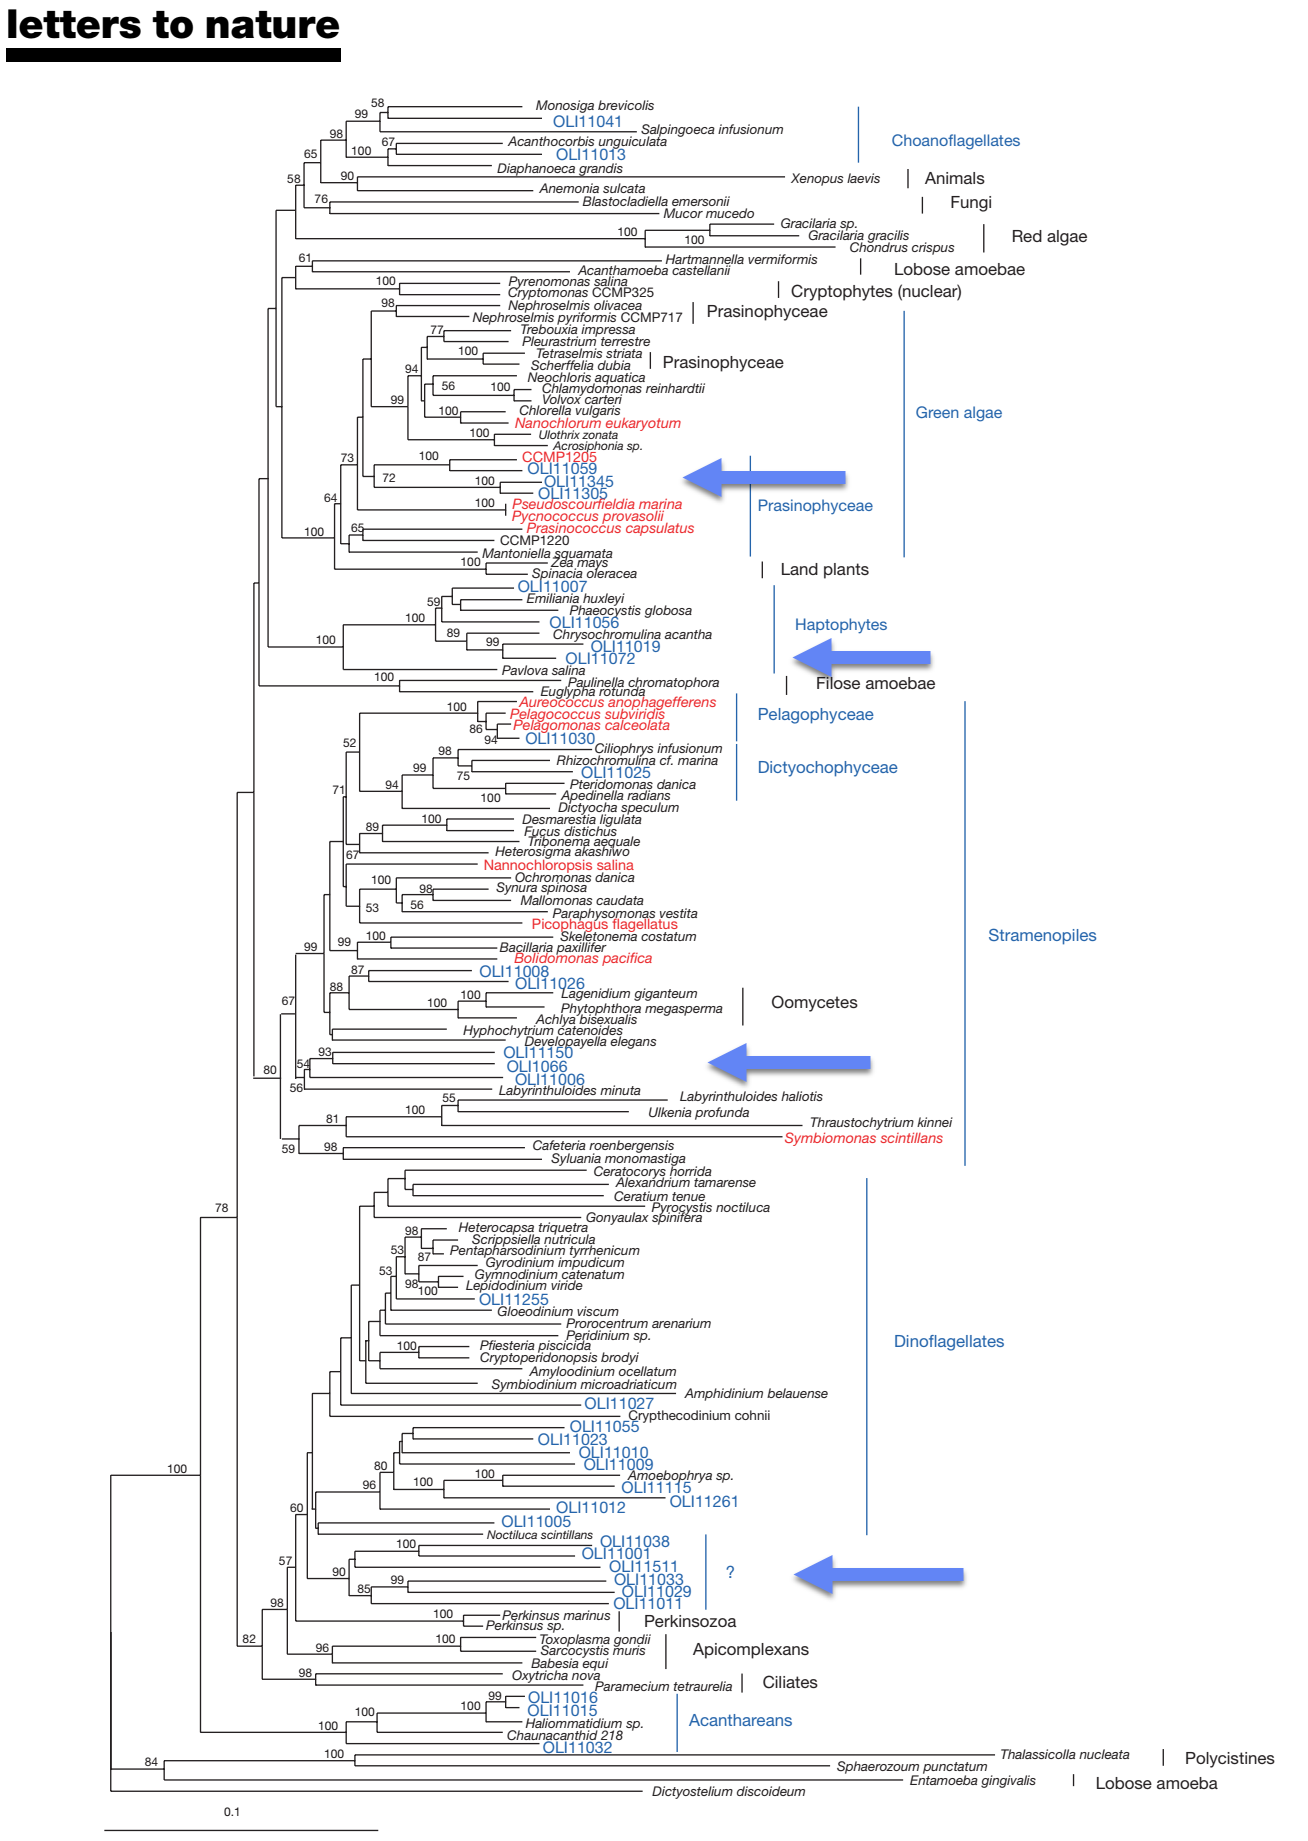 letters to nature
58
Monosiga brevicolis
99
OLI11041
98
Salpingoeca infusionum
67
Acanthocorbis unguiculata
Choanoflagellates
65
100
OLI11013
Diaphanoeca grandis
58
90
Xenopus laevis
Animals
Anemonia sulcata
76
Blastocladiella emersonii
Fungi
Mucor mucedo
Gracilaria sp.
100
Gracilaria gracilis
Red algae
100
Chondrus crispus
61
Hartmannella vermiformis
Acanthamoeba castellanii
Lobose amoebae
100
Pyrenomonas salina
Cryptomonas CCMP325
Cryptophytes (nuclear)
98
Nephroselmis olivacea
Nephroselmis pyriformis CCMP717
Prasinophyceae
77
Trebouxia impressa
Pleurastrium terrestre
100
Tetraselmis striata
Prasinophyceae
94
Scherffelia dubia
Neochloris aquatica
56
100
Chlamydomonas reinhardtii
99
Volvox carteri
100
Chlorella vulgaris
Green algae
Nanochlorum eukaryotum
100
Ulothrix zonata
Acrosiphonia sp.
73
100
CCMP1205
OLI11059
72
100
OLI11345
OLI11305
64
100
Pseudoscourfieldia marina
Prasinophyceae
Pycnococcus provasolii
100
65
Prasinococcus capsulatus
CCMP1220
Mantoniella squamata
100
Zea mays
Land plants
Spinacia oleracea
OLI11007
59
Emiliania huxleyi
Phaeocystis globosa
100
OLI11056
Haptophytes
89
Chrysochromulina acantha
100
99
OLI11019
OLI11072
Pavlova salina
100
Paulinella chromatophora
Filose amoebae
Euglypha rotunda
100
Aureococcus anophagefferens
Pelagococcus subviridis
Pelagophyceae
86
Pelagomonas calceolata
94
OLI11030
52
98
Ciliophrys infusionum
99
Rhizochromulina cf. marina
Dictyochophyceae
75
OLI11025
71
94
Pteridomonas danica
100
Apedinella radians
Dictyocha speculum
100
Desmarestia ligulata
89
Fucus distichus
Tribonema aequale
67
Heterosigma akashiwo
Nannochloropsis salina
100
Ochromonas danica
98
Synura spinosa
Mallomonas caudata
53
56
Paraphysomonas vestita
Picophagus flagellatus
99
99
100
Skeletonema costatum
Stramenopiles
Bacillaria paxillifer
Bolidomonas pacifica
87
OLI11008
OLI11026
88
100
Lagenidium giganteum
67
100
Phytophthora megasperma
Oomycetes
Achlya bisexualis
Hyphochytrium catenoides
Developayella elegans
93
OLI11150
80
54
OLI1066
OLI11006
56
Labyrinthuloides minuta
55
Labyrinthuloides haliotis
100
Ulkenia profunda
81
Thraustochytrium kinnei
Symbiomonas scintillans
59
98
Cafeteria roenbergensis
Syluania monomastiga
Ceratocorys horrida
Alexandrium tamarense
Ceratium tenue
78
Pyrocystis noctiluca
Gonyaulax spinifera
98
Heterocapsa triquetra
Scrippsiella nutricula
53
87
Pentapharsodinium tyrrhenicum
Gyrodinium impudicum
53
Gymnodinium catenatum
98
100
Lepidodinium viride
OLI11255
Gloeodinium viscum
Prorocentrum arenarium
Peridinium sp.
Dinoflagellates
100
Pfiesteria piscicida
Cryptoperidonopsis brodyi
Amyloodinium ocellatum
Symbiodinium microadriaticum
Amphidinium belauense
OLI11027
Crypthecodinium cohnii
OLI11055
OLI11023
OLI11010
80
OLI11009
100
100
Amoebophrya sp.
96
100
OLI11115
OLI11261
60
OLI11012
OLI11005
Noctiluca scintillans
100
OLI11038
OLI11001
57
90
OLI11511
?
99
OLI11033
85
OLI11029
98
OLI11011
100
Perkinsus marinus
Perkinsozoa
Perkinsus sp.
82
96
100
Toxoplasma gondii
Sarcocystis muris
Apicomplexans
Babesia equi
98
Oxytricha nova
Ciliates
Paramecium tetraurelia
99
OLI11016
100
OLI11015
Acanthareans
100
Haliommatidium sp.
100
Chaunacanthid 218
OLI11032
100
Thalassicolla nucleata
Polycistines
84
Sphaerozoum punctatum
Entamoeba gingivalis
Lobose amoeba
Dictyostelium discoideum
0.1